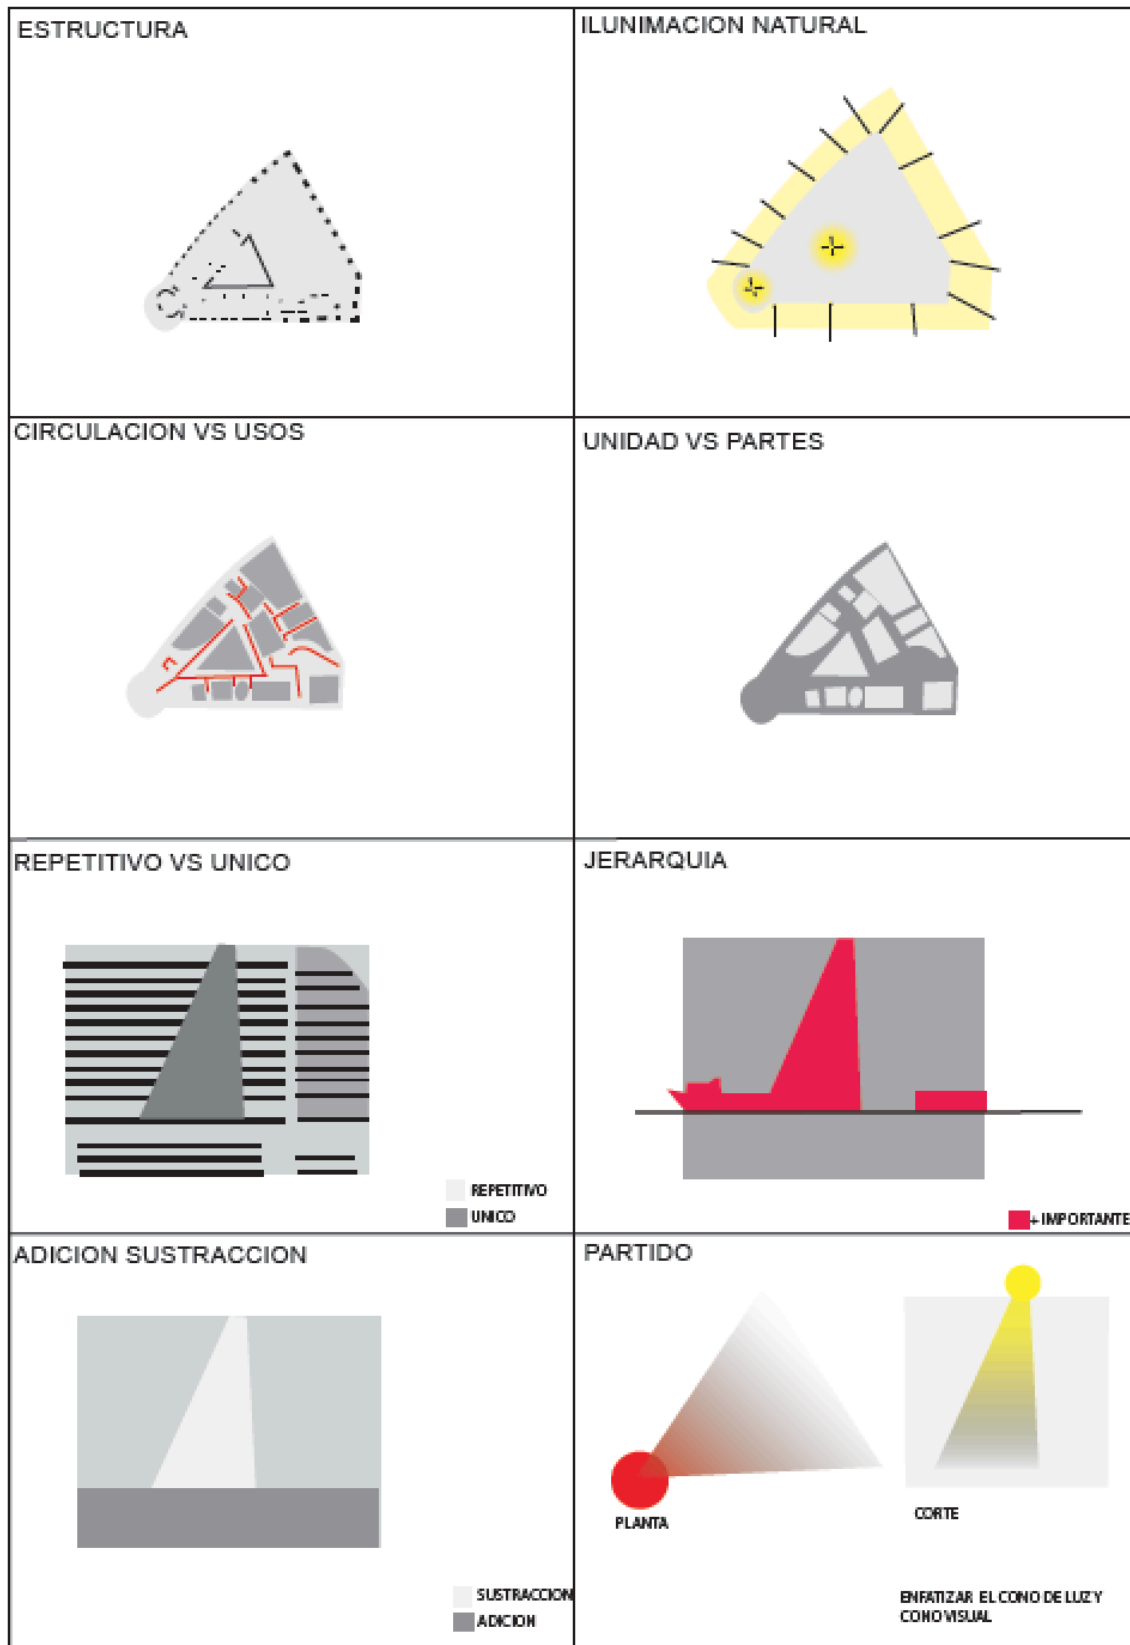 ESTRUCTURA
ILUNIMACION NATURAL
CIRCULACION VS USOS
UNIDAD VS PARTES
REPETITIVO VS UNICO
REPETITIVO
UNICO
JERARQUIA
+ IMPORTANTE
ADICION SUSTRACCION
SUSTRACCION
ADICION
PARTIDO
PLANTA
CORTE
ENFATIZAR EL CONO DE LUZ Y
CONO VISUAL